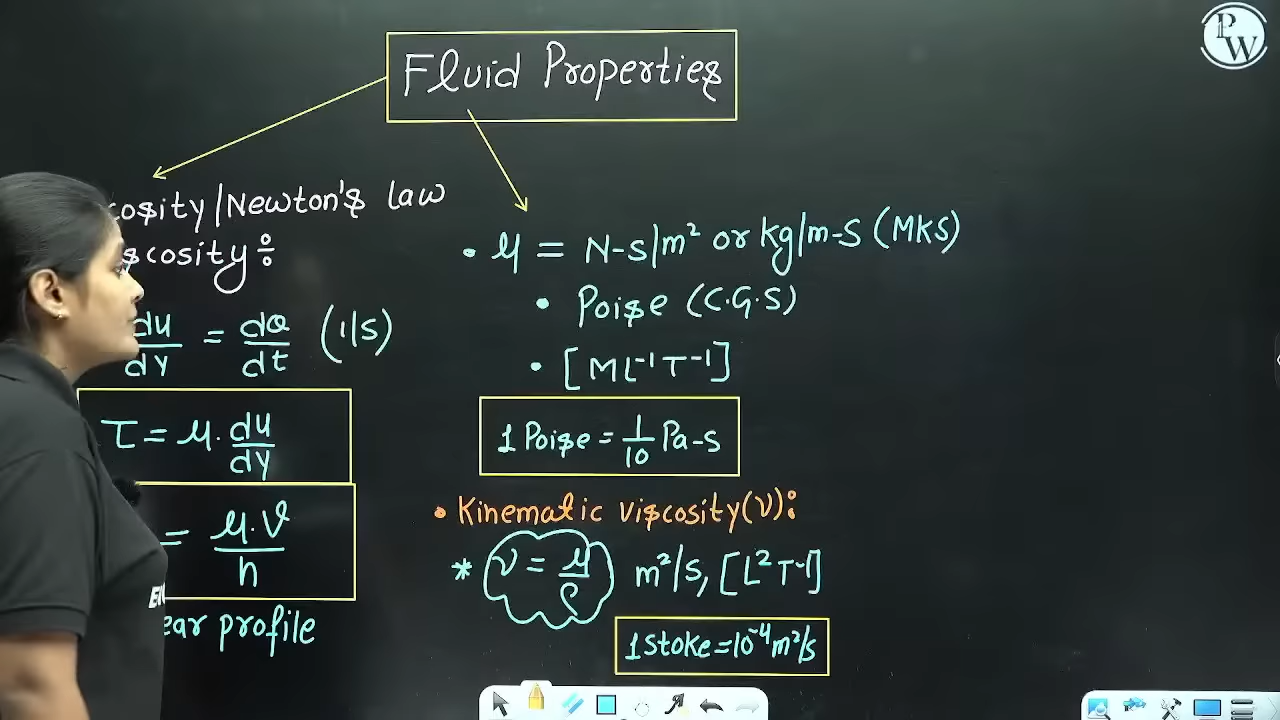 PW
Fluid Properties
cosity/Newton's law
scosity:
du/dy = dθ/dt (1/s)
τ = μ. du/dy
= μ.V/h
ear profile
• μ = N-s/m² or kg/m-s (MKS)
• Poise (C.G.S)
• [ML⁻¹T⁻¹]
1 Poise = 1/10 Pa-s
• Kinematic viscosity(ν):
* ν = μ/ρ m²/s, [L²T⁻¹]
1 stoke = 10⁻⁴ m²/s